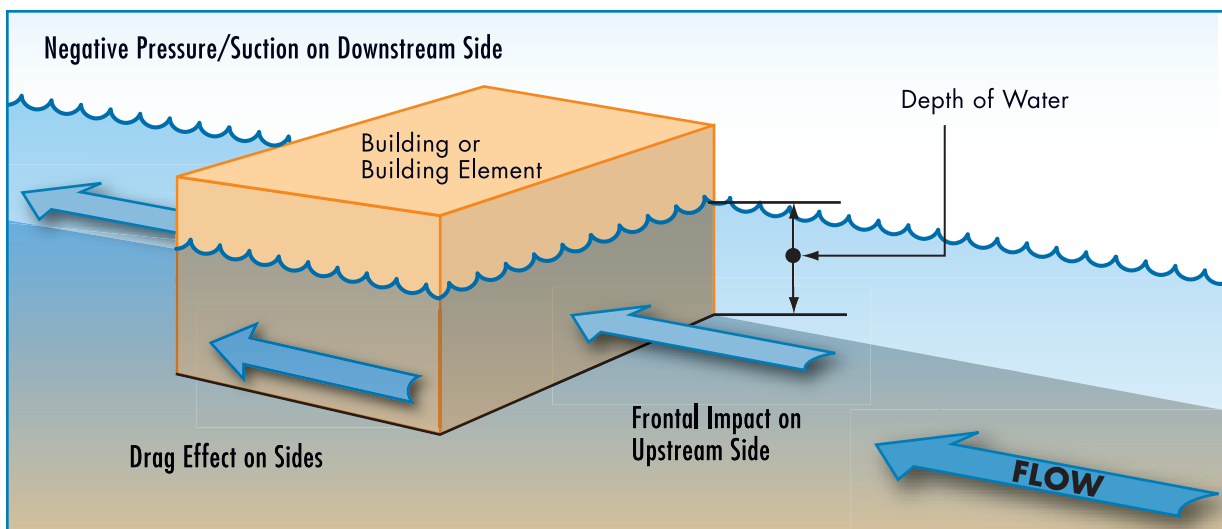 Negative Pressure/Suction on Downstream Side
Depth of Water
Building or
Building Element
Frontal Impact on
Upstream Side
Drag Effect on Sides
FLOW